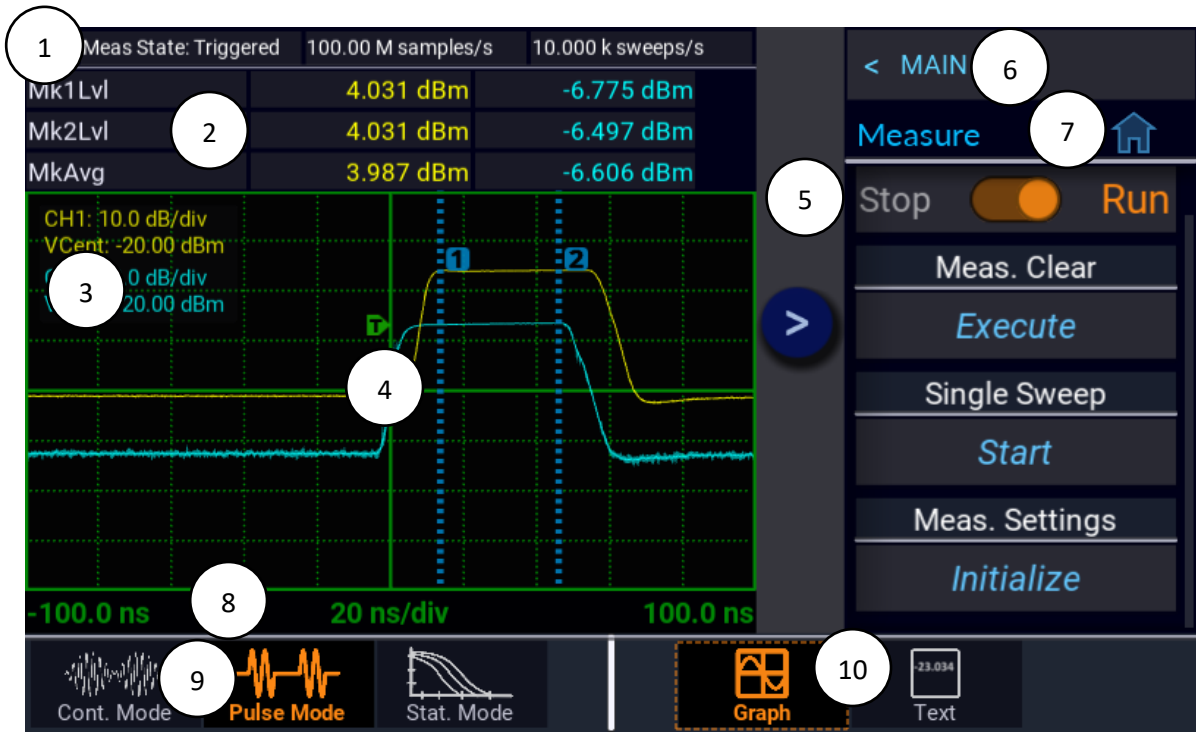 1 Meas State: Triggered 100.00 M samples/s 10.000 k sweeps/s
Mk1Lvl 4.031 dBm -6.775 dBm
Mk2Lvl 2 4.031 dBm -6.497 dBm
MkAvg 3.987 dBm -6.606 dBm
CH1: 10.0 dB/div
VCent: -20.00 dBm
.0 dB/div
3 20.00 dBm
1 2
T
4
5
>
< MAIN 6
Measure 7
Stop Run
Meas. Clear
Execute
Single Sweep
Start
Meas. Settings
Initialize
8
-100.0 ns 20 ns/div 100.0 ns
9 10
-23.034
Cont. Mode Pulse Mode Stat. Mode Graph Text